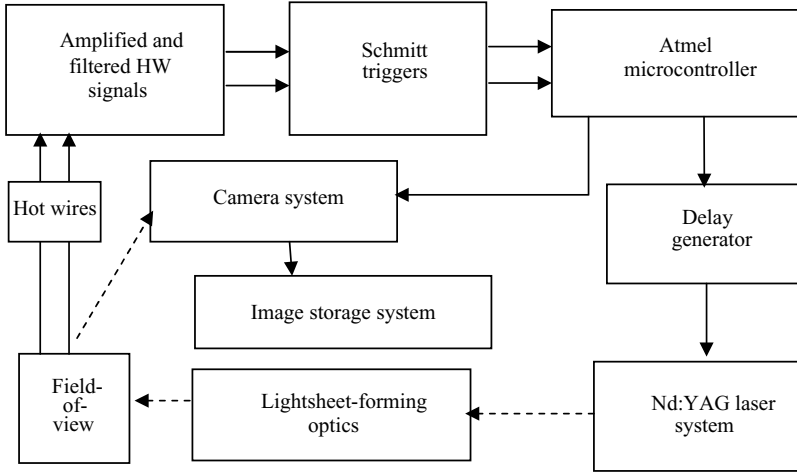 Amplified and
filtered HW
signals
Schmitt
triggers
Atmel
microcontroller
Hot wires
Camera system
Delay
generator
Image storage system
Field-
of-
view
Lightsheet-forming
optics
Nd:YAG laser
system